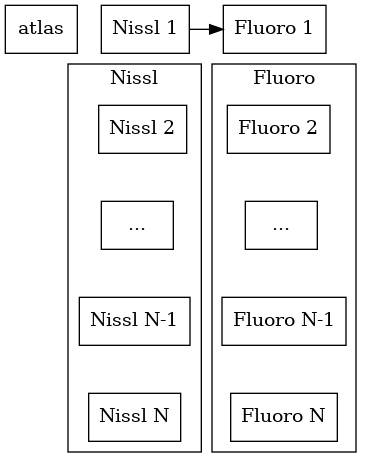 atlas
Nissl 1
Fluoro 1
Nissl
Fluoro
Nissl 2
Fluoro 2
...
...
Nissl N-1
Fluoro N-1
Nissl N
Fluoro N